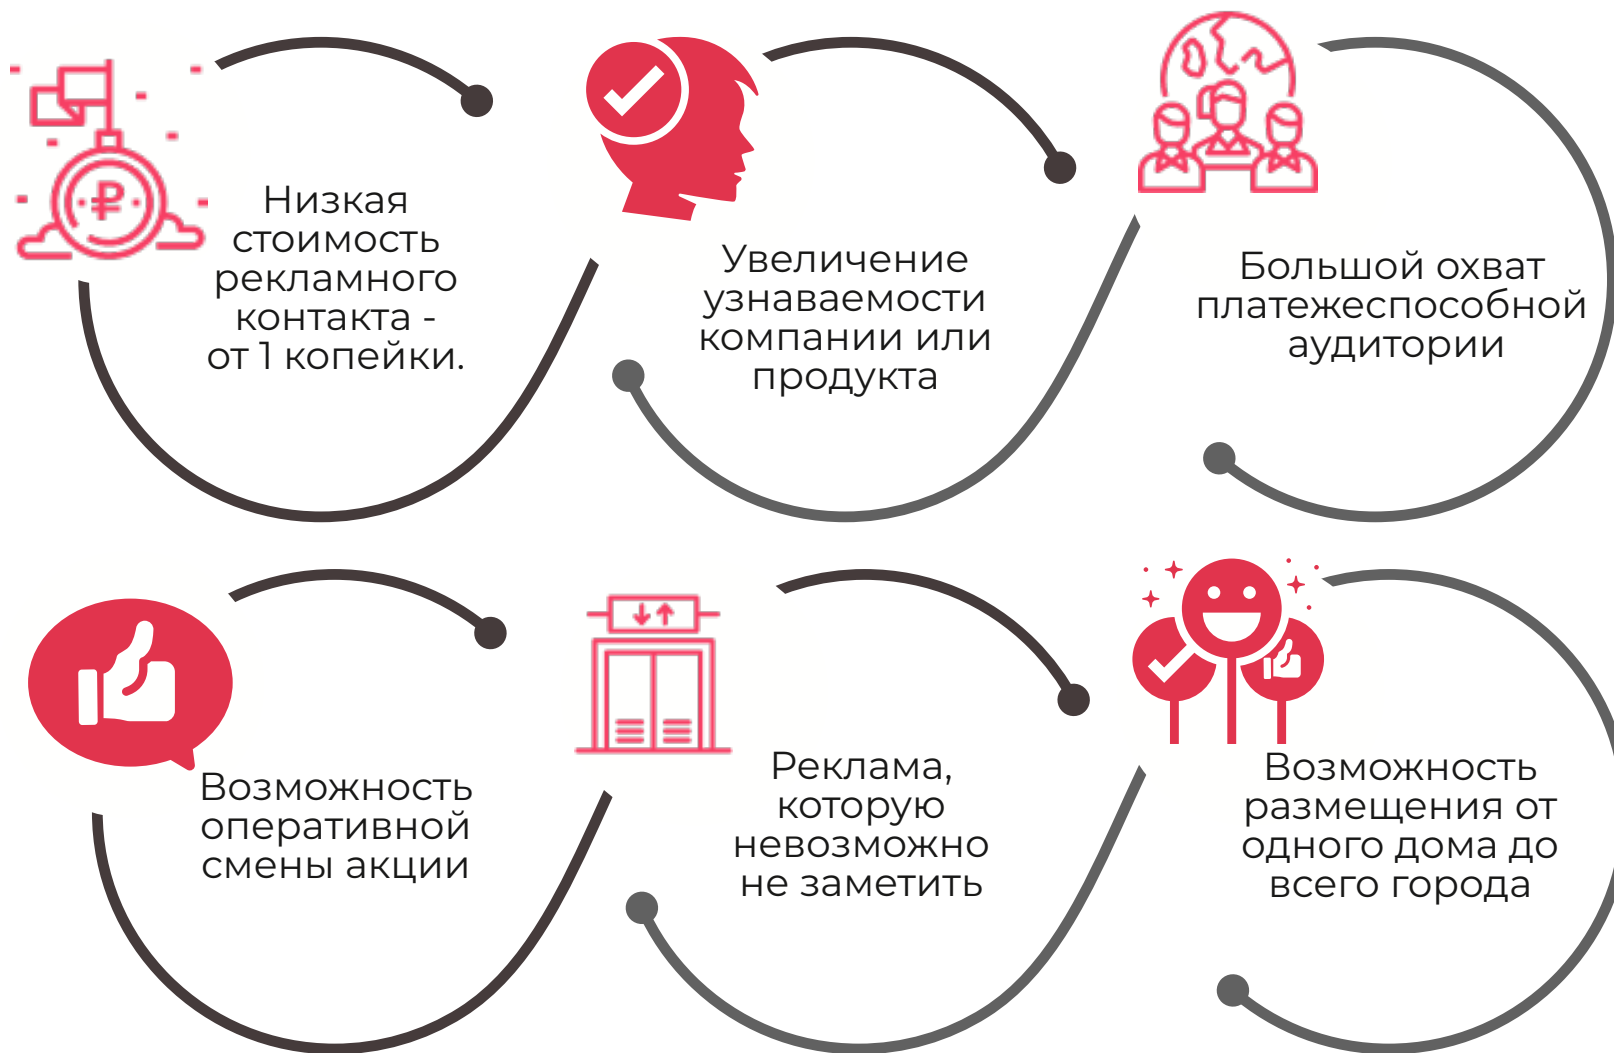 Низкая
стоимость
рекламного
контакта -
от 1 копейки.
Увеличение
узнаваемости
компании или
продукта
Большой охват
платежеспособной
аудитории
Возможность
оперативной
смены акции
Реклама,
которую
невозможно
не заметить
Возможность
размещения от
одного дома до
всего города